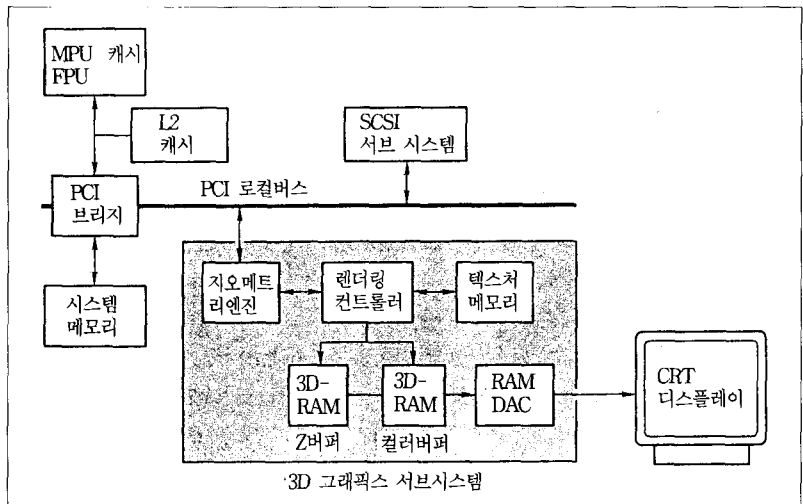 MPU 캐시
FPU
L2
캐시
SCSI
서브 시스템
PCI
브리지
PCI 로컬버스
시스템
메모리
지오메트
리엔진
렌더링
컨트롤러
텍스처
메모리
3D-
RAM
Z버퍼
3D-
RAM
컬러버퍼
RAM
DAC
CRT
디스플레이
3D 그래픽스 서브시스템